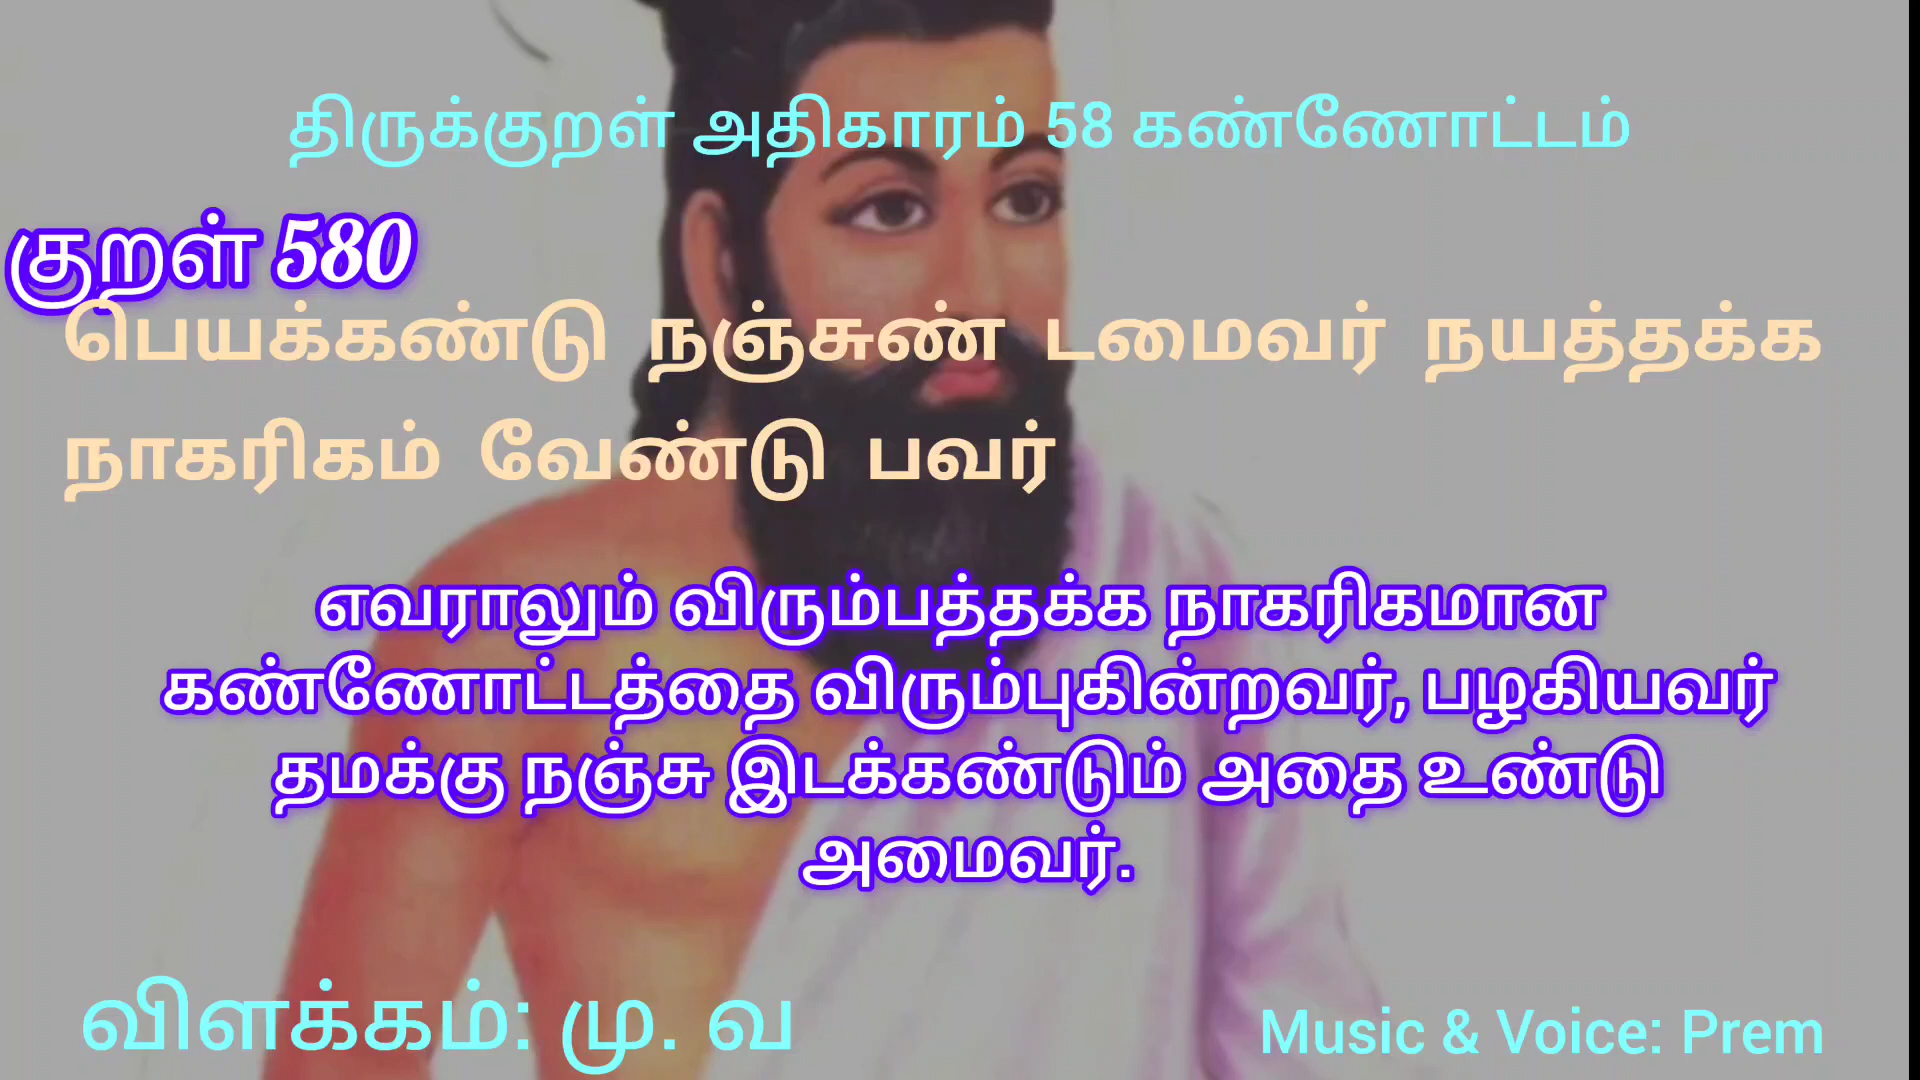 திருக்குறள் அதிகாரம் 58 கண்ணோட்டம்
குறள் 580
பெயக்கண்டு நஞ்சுண் டமைவர் நயத்தக்க
நாகரிகம் வேண்டு பவர்
எவராலும் விரும்பத்தக்க நாகரிகமான
கண்ணோட்டத்தை விரும்புகின்றவர், பழகியவர்
தமக்கு நஞ்சு இடக்கண்டும் அதை உண்டு
அமைவர்.
விளக்கம்: மு. வ
Music & Voice: Prem